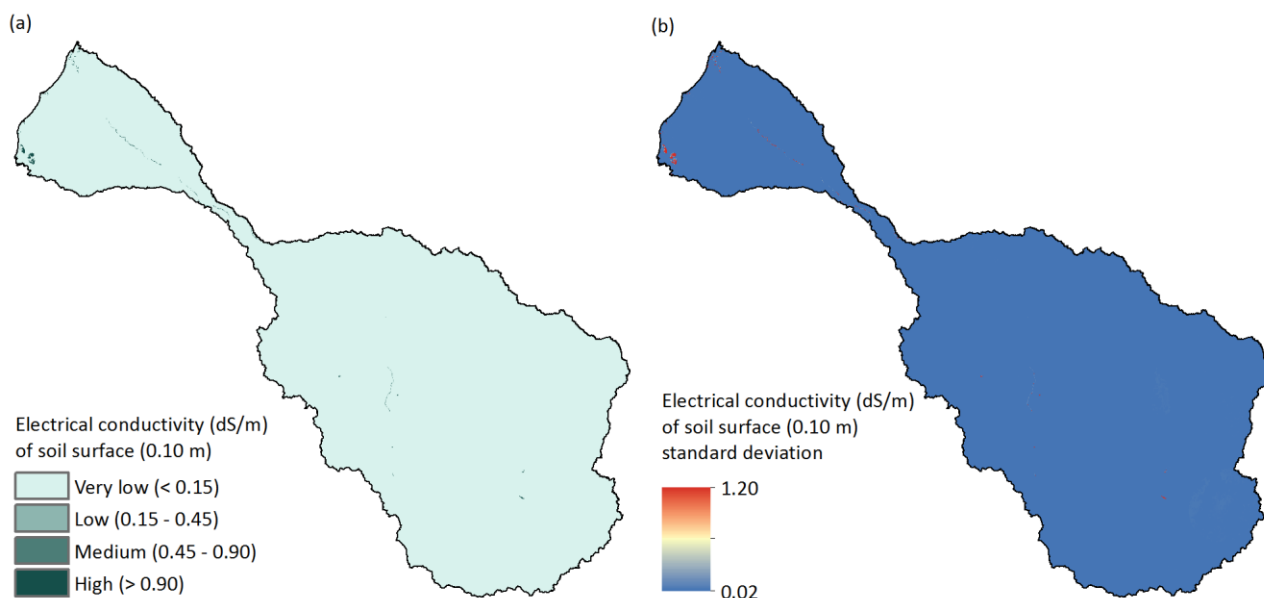 (a)
Electrical conductivity (dS/m)
of soil surface (0.10 m)
Very low (< 0.15)
Low (0.15 - 0.45)
Medium (0.45 - 0.90)
High (> 0.90)
(b)
Electrical conductivity (dS/m)
of soil surface (0.10 m)
standard deviation
1.20
0.02